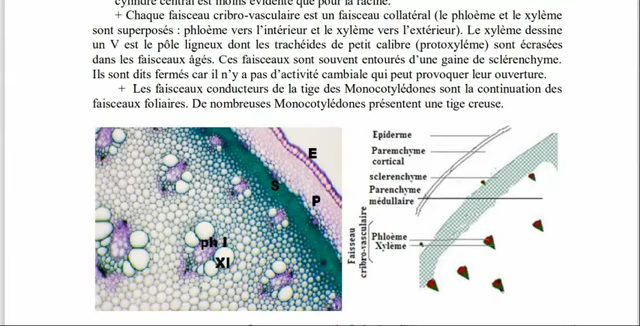 cylindre central est moins évidente que pour la racine.
+ Chaque faisceau cribro-vasculaire est un faisceau collatéral (le phloème et le xylème
sont superposés : phloème vers l'intérieur et le xylème vers l'extérieur). Le xylème dessine
un V est le pôle ligneux dont les trachéides de petit calibre (protoxyléme) sont écrasées
dans les faisceaux âgés. Ces faisceaux sont souvent entourés d'une gaine de sclérenchyme.
Ils sont dits fermés car il n'y a pas d'activité cambiale qui peut provoquer leur ouverture.
+ Les faisceaux conducteurs de la tige des Monocotylédones sont la continuation des
faisceaux foliaires. De nombreuses Monocotylédones présentent une tige creuse.
E
S
P
ph I
XI
Epiderme
Paremchyme
cortical
sclerenchyme
Parenchyme
médullaire
Phloème
Xylème
Faisseau
cribro-vasculaire